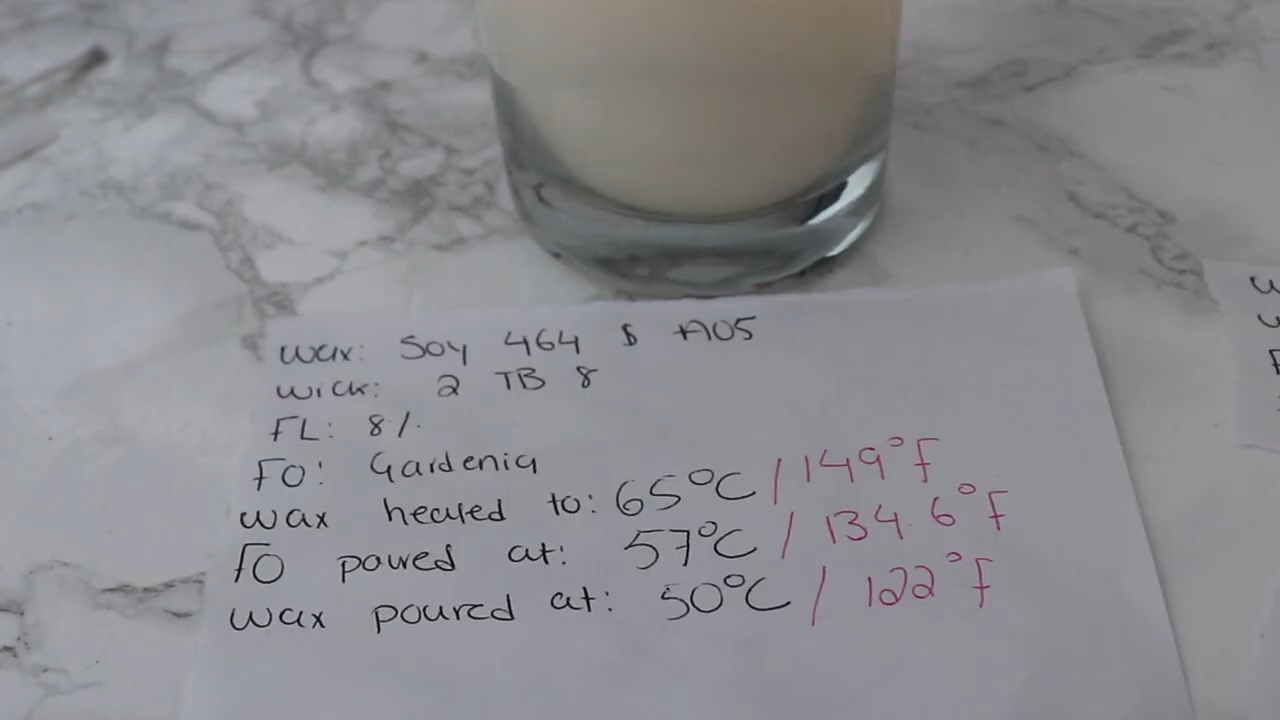 Wax: Soy 464 $ A05
Wick: 2 TB 8
FL: 8%
FO: Gardenia
Wax heated to: 65°C / 149°F
FO poured at: 57°C / 134.6°F
Wax poured at: 50°C / 122°F